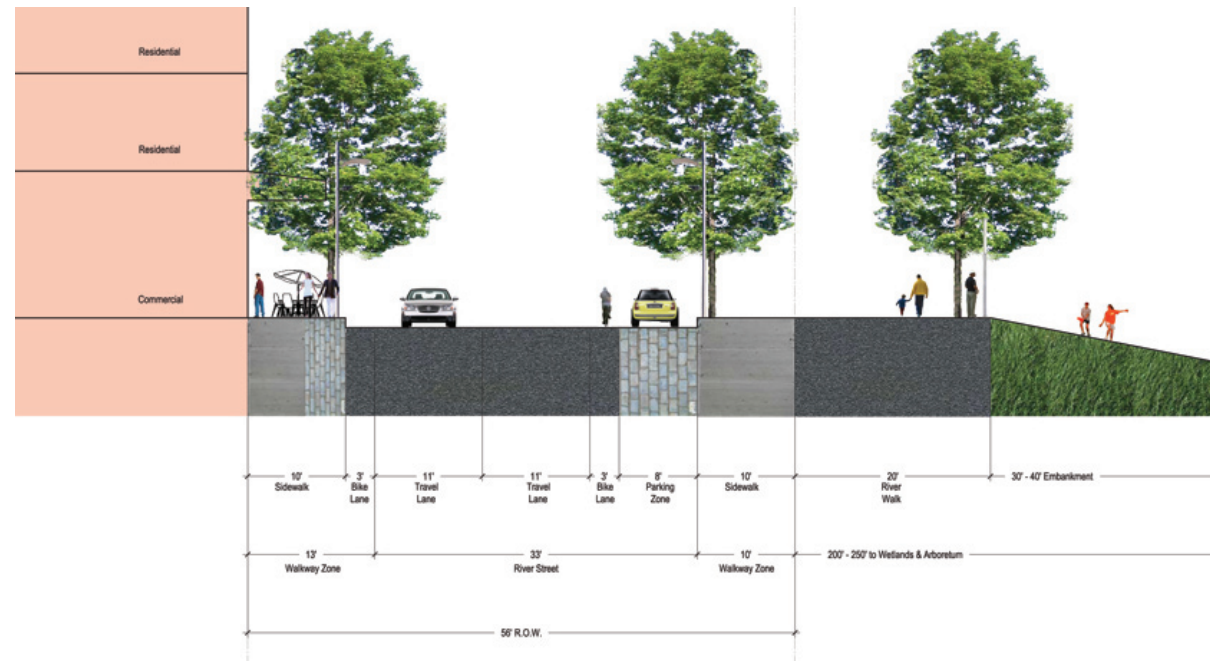 Residential
Residential
Commercial
10' 3' 11' 11' 3' 8' 10' 20' 30' - 40' Embankment
Sidewalk Bike Travel Travel Bike Parking Sidewalk River
Lane Lane Lane Lane Zone Walk
13' 33' 10' 200' - 250' to Wetlands & Arboretum
Walkway Zone River Street Walkway Zone
56' R.O.W.